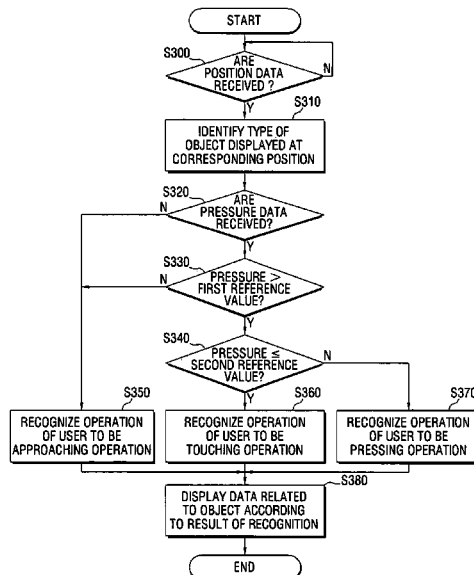 START
S300
ARE
POSITION DATA
RECEIVED ?
N
Y
S310
IDENTIFY TYPE OF
OBJECT DISPLAYED AT
CORRESPONDING POSITION
S320
N
ARE
PRESSURE DATA
RECEIVED?
Y
S330
N
PRESSURE >
FIRST REFERENCE
VALUE?
Y
S340
PRESSURE ≤
SECOND REFERENCE
VALUE?
N
Y
S350
RECOGNIZE OPERATION
OF USER TO BE
APPROACHING OPERATION
S360
RECOGNIZE OPERATION
OF USER TO BE
TOUCHING OPERATION
S370
RECOGNIZE OPERATION
OF USER TO BE
PRESSING OPERATION
S380
DISPLAY DATA RELATED
TO OBJECT ACCORDING
TO RESULT OF RECOGNITION
END